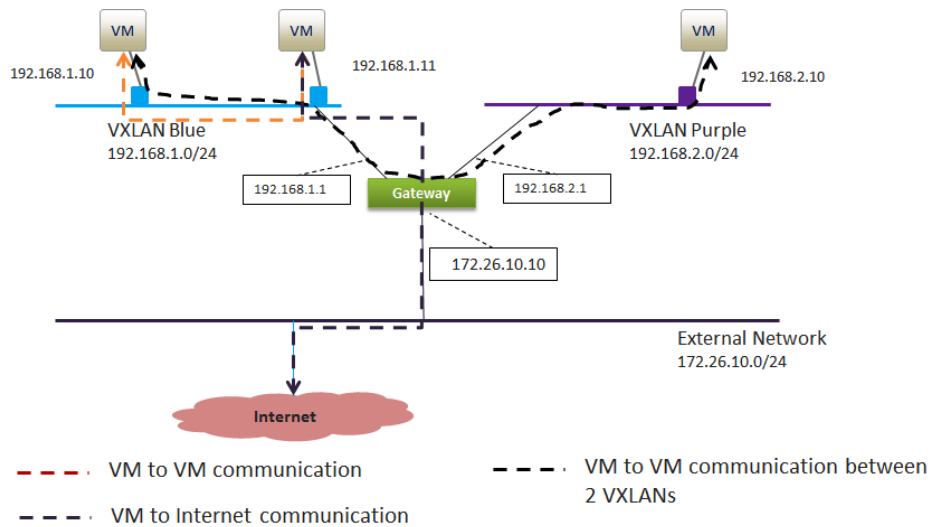 VM
VM
VM
192.168.1.10
192.168.1.11
192.168.2.10
VXLAN Blue
192.168.1.0/24
VXLAN Purple
192.168.2.0/24
192.168.1.1
Gateway
192.168.2.1
172.26.10.10
External Network
172.26.10.0/24
Internet
VM to VM communication
VM to VM communication between
2 VXLANs
VM to Internet communication